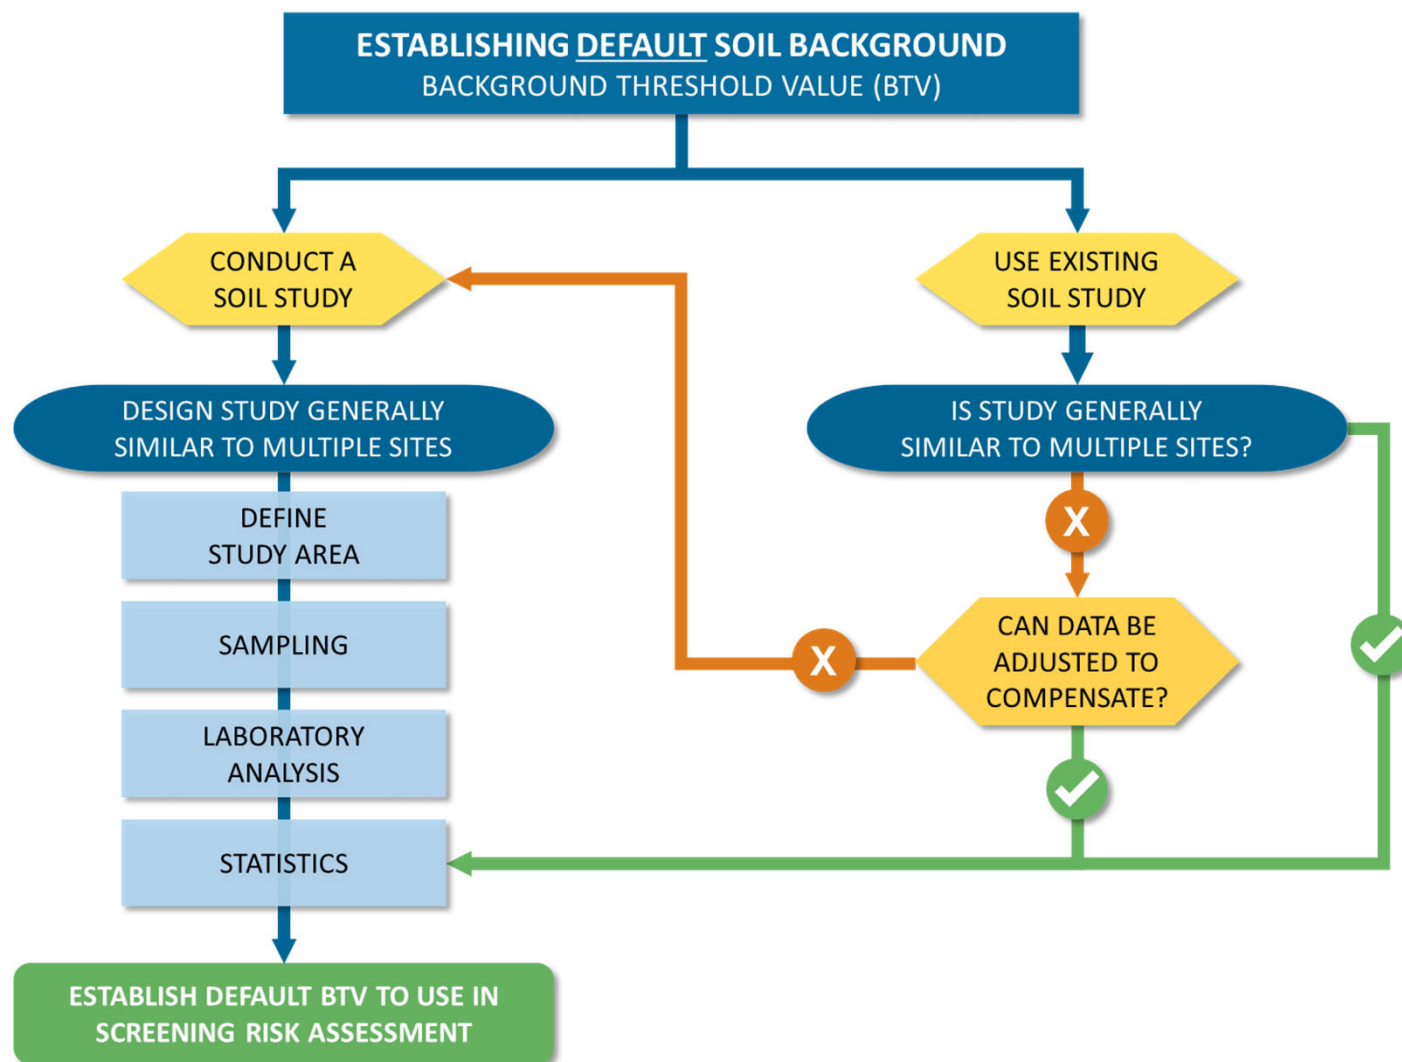 ESTABLISHING DEFAULT SOIL BACKGROUND
BACKGROUND THRESHOLD VALUE (BTV)
CONDUCT A
SOIL STUDY
USE EXISTING
SOIL STUDY
DESIGN STUDY GENERALLY
SIMILAR TO MULTIPLE SITES
IS STUDY GENERALLY
SIMILAR TO MULTIPLE SITES?
DEFINE
STUDY AREA
X
SAMPLING
CAN DATA BE
ADJUSTED TO
COMPENSATE?
X
LABORATORY
ANALYSIS
STATISTICS
ESTABLISH DEFAULT BTV TO USE IN
SCREENING RISK ASSESSMENT